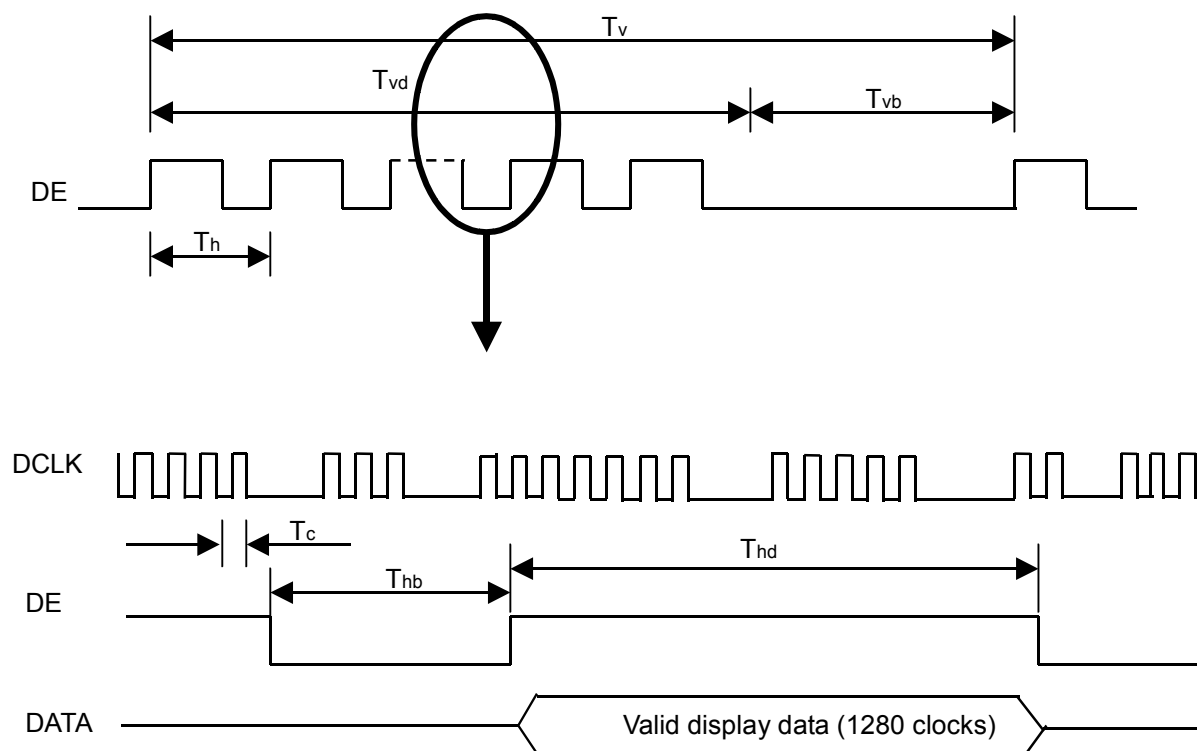 Tv
Tvd
Tvb
DE
Th
DCLK
Tc
Thd
Thb
DE
DATA
Valid display data (1280 clocks)